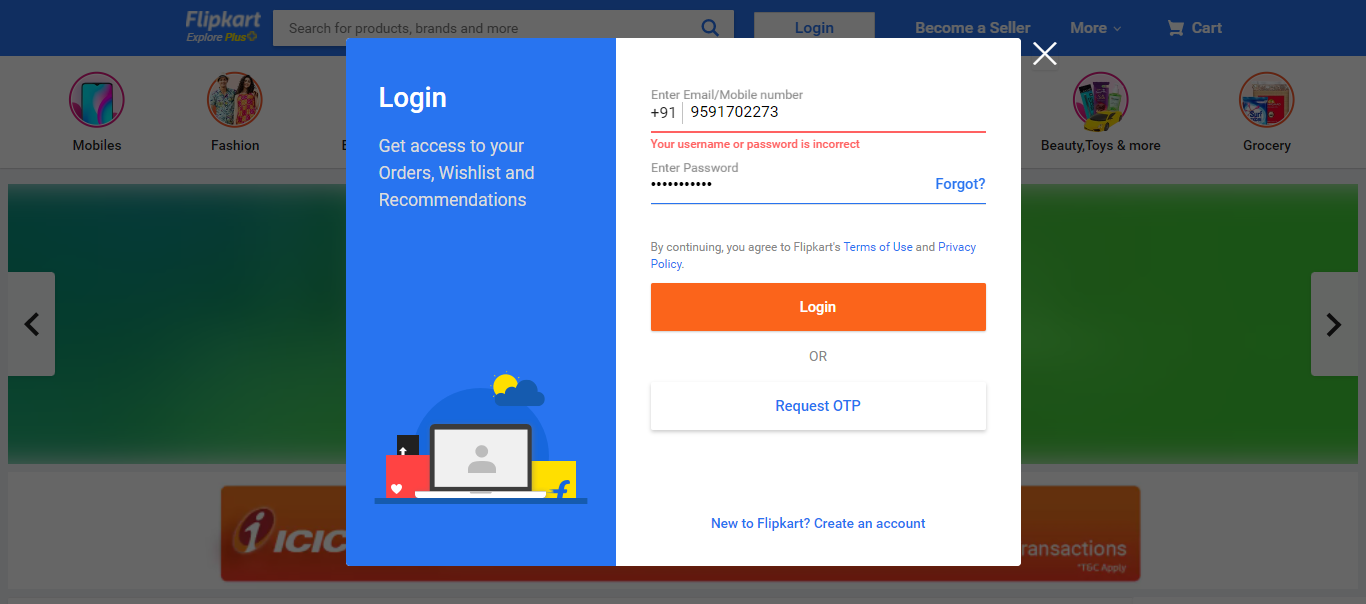 Flipkart
Explore Plus
Search for products, brands and more
Login
Become a Seller
More
Cart
Mobiles
Fashion
Beauty,Toys & more
Grocery
Login
Get access to your
Orders, Wishlist and
Recommendations
Enter Email/Mobile number
+91 9591702273
Your username or password is incorrect
Enter Password
•••••••••••
Forgot?
By continuing, you agree to Flipkart's Terms of Use and Privacy
Policy.
Login
OR
Request OTP
New to Flipkart? Create an account
ICIC
ransactions
*T&C Apply